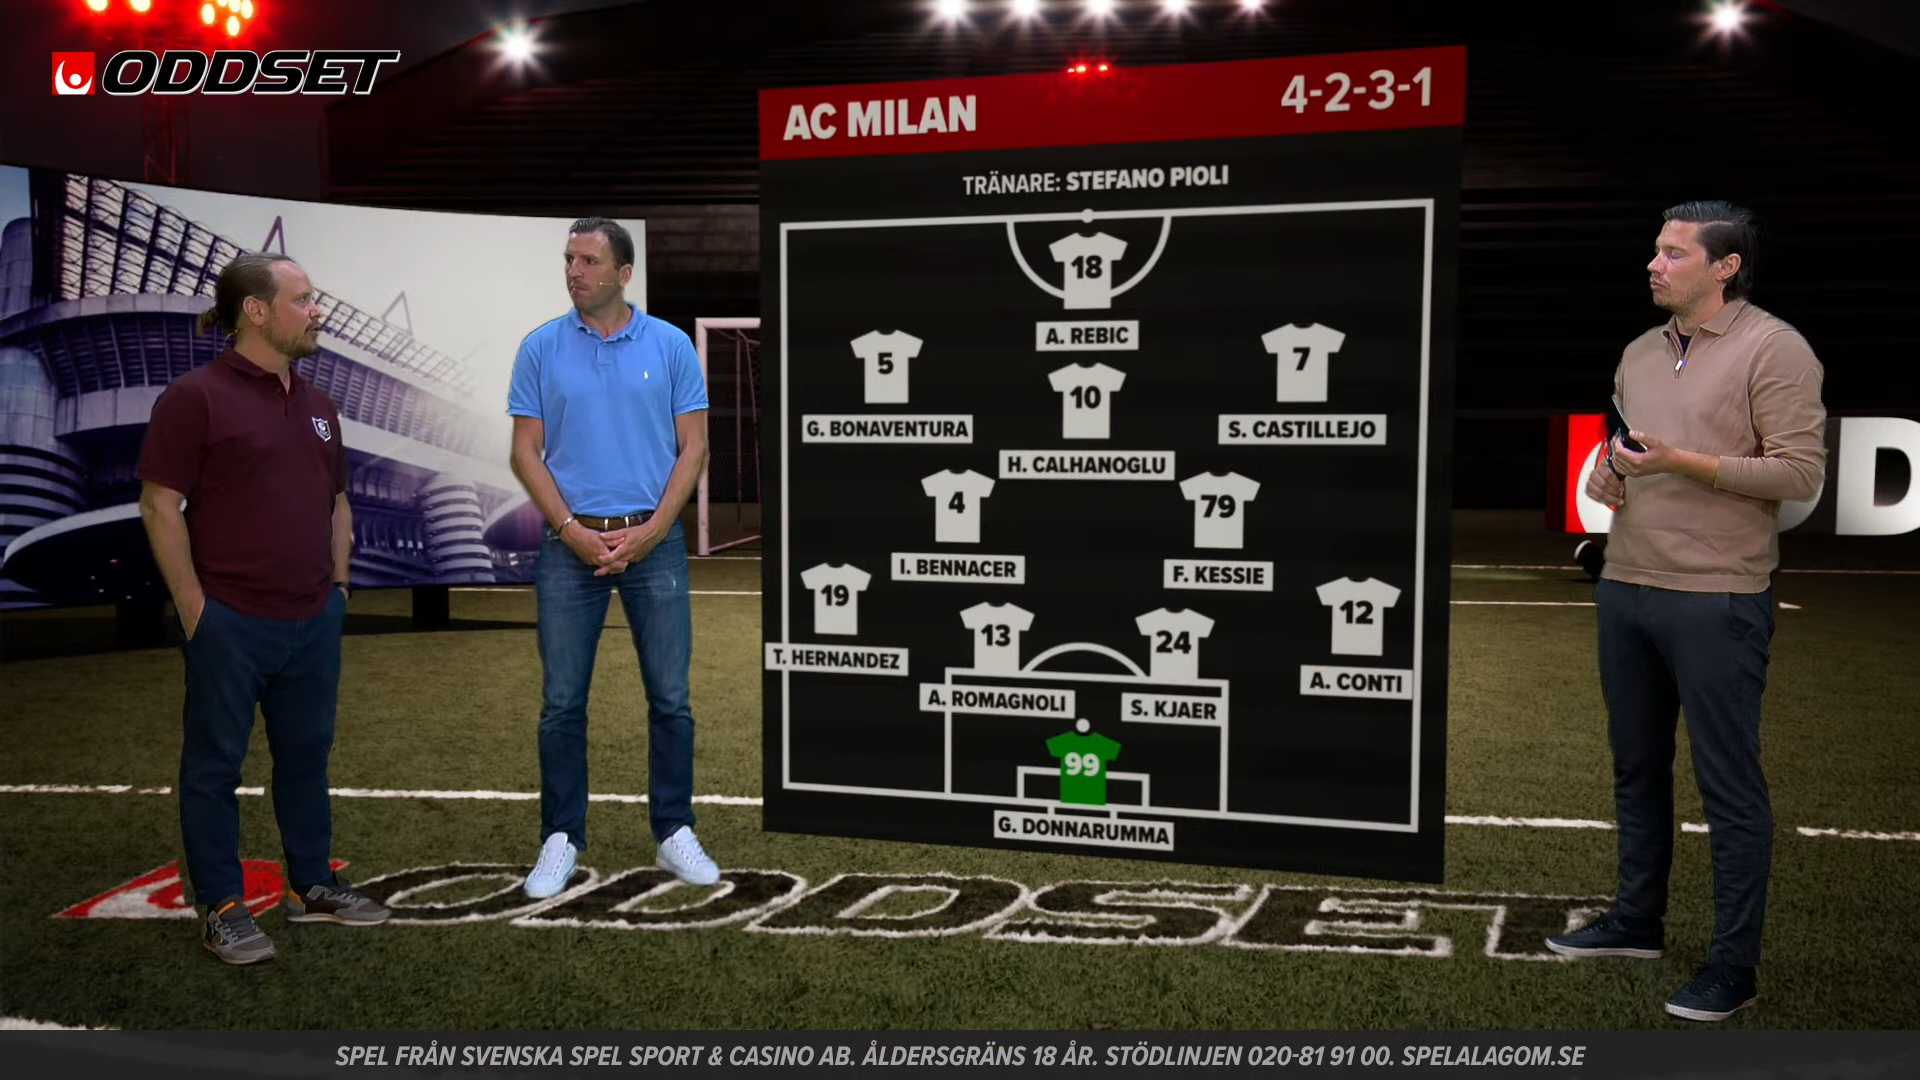 ODDSET
AC MILAN
4-2-3-1
TRÄNARE: STEFANO PIOLI
18
A. REBIC
5
G. BONAVENTURA
10
H. CALHANOGLU
7
S. CASTILLEJO
4
I. BENNACER
79
F. KESSIE
19
T. HERNANDEZ
13
A. ROMAGNOLI
24
S. KJAER
12
A. CONTI
99
G. DONNARUMMA
D
ODDSET
SPEL FRÅN SVENSKA SPEL SPORT & CASINO AB. ÅLDERSGRÄNS 18 ÅR. STÖDLINJEN 020-81 91 00. SPELALAGOM.SE